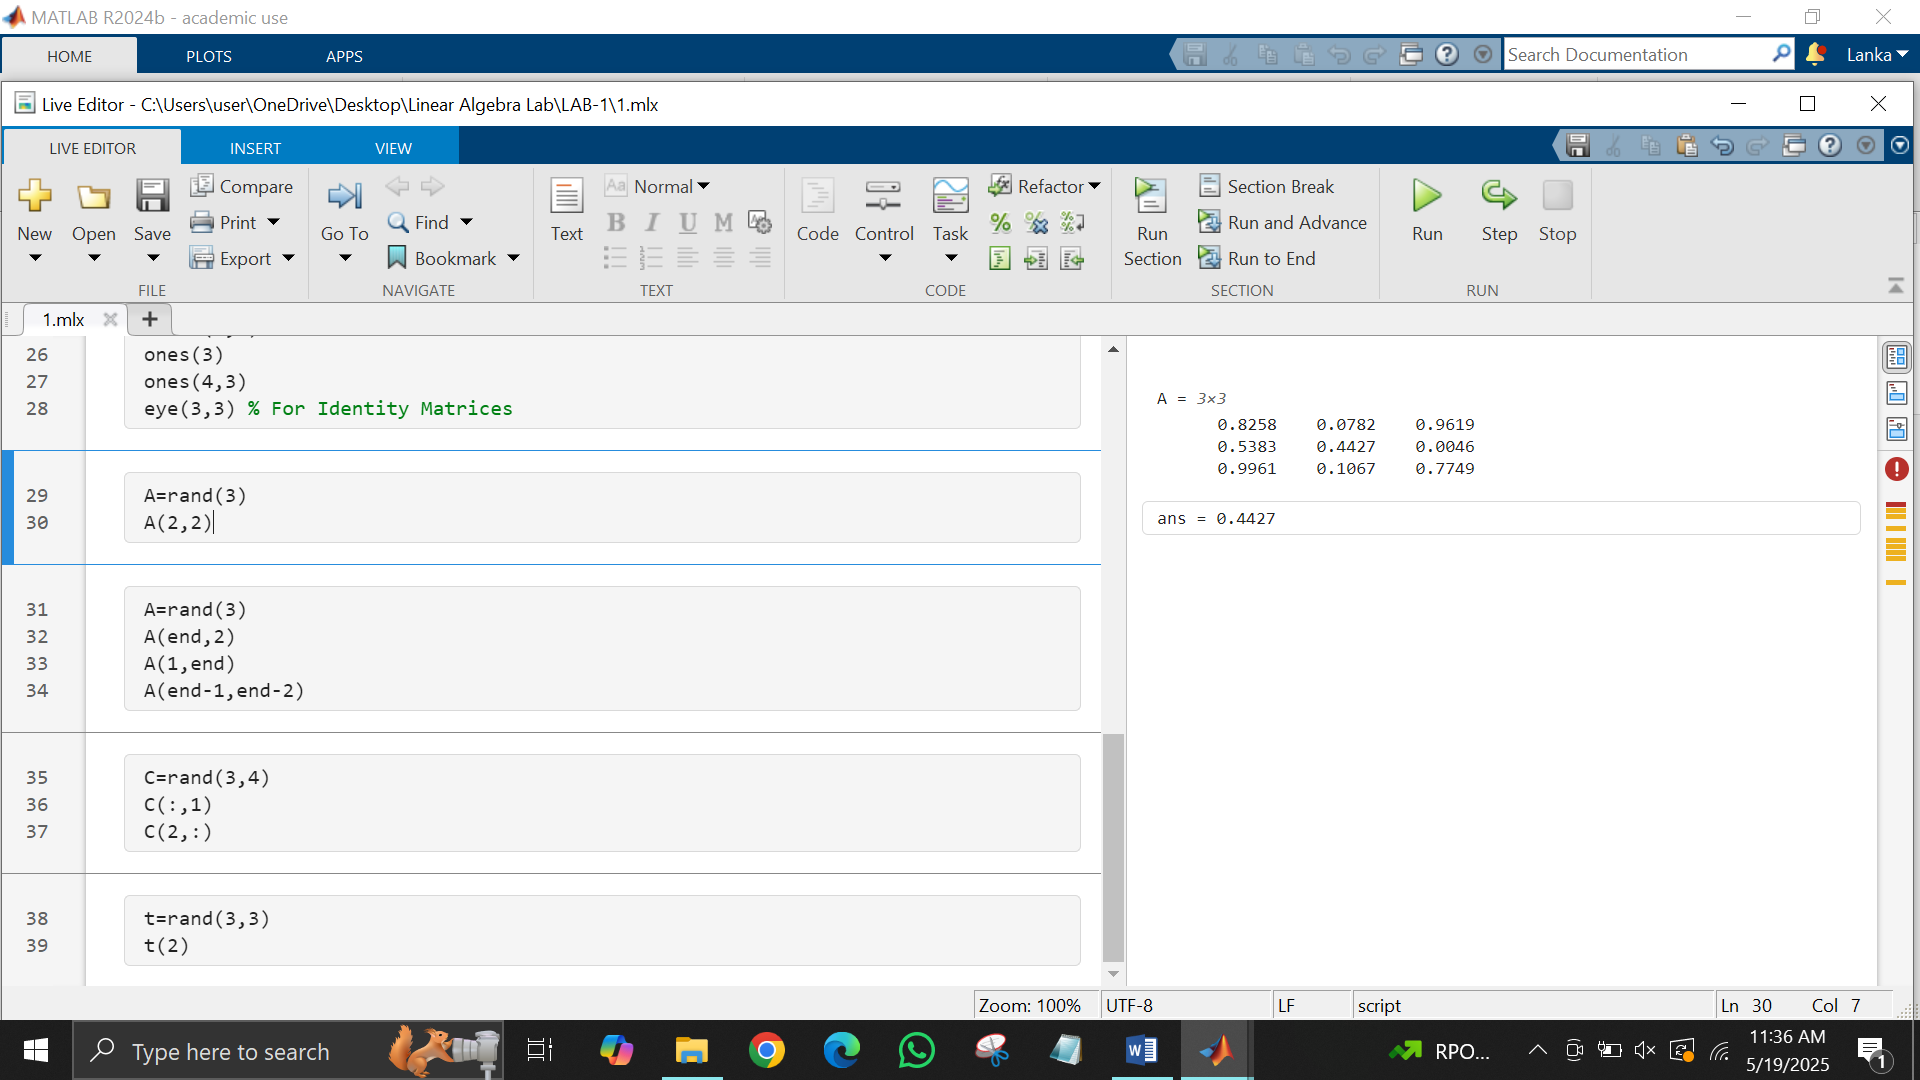 MATLAB R2024b - academic use
HOME PLOTS APPS
Search Documentation
Lanka
Live Editor - C:\Users\user\OneDrive\Desktop\Linear Algebra Lab\LAB-1\1.mlx
LIVE EDITOR INSERT VIEW
New Open Save Compare Print Export
Go To Find Bookmark
Text Aa Normal B I U M
Code Control Task Refactor
Run Section Section Break Run and Advance Run to End
Run Step Stop
FILE NAVIGATE TEXT CODE SECTION RUN
1.mlx
26 ones(3)
27 ones(4,3)
28 eye(3,3) % For Identity Matrices
29 A=rand(3)
30 A(2,2)
31 A=rand(3)
32 A(end,2)
33 A(1,end)
34 A(end-1,end-2)
35 C=rand(3,4)
36 C(:,1)
37 C(2,:)
38 t=rand(3,3)
39 t(2)
A = 3×3
0.8258 0.0782 0.9619
0.5383 0.4427 0.0046
0.9961 0.1067 0.7749
ans = 0.4427
Zoom: 100% UTF-8 LF script Ln 30 Col 7
Type here to search
RPO...
11:36 AM
5/19/2025
1